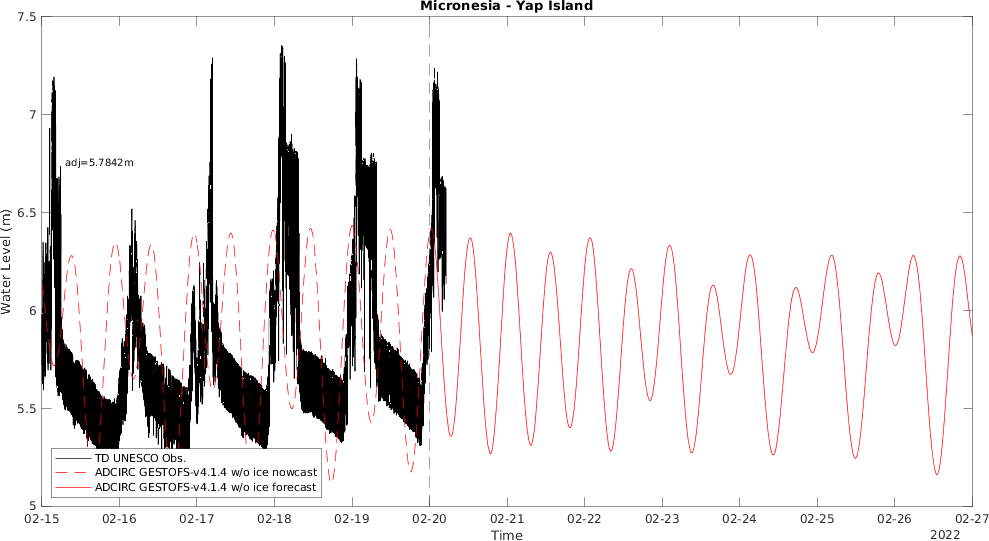 Micronesia - Yap Island
7.5
7
6.5
6
5.5
5
Water Level (m)
adj=5.7842m
TD UNESCO Obs.
ADCIRC GESTOFS-v4.1.4 w/o ice nowcast
ADCIRC GESTOFS-v4.1.4 w/o ice forecast
02-15 02-16 02-17 02-18 02-19 02-20 02-21 02-22 02-23 02-24 02-25 02-26 02-27
Time
2022